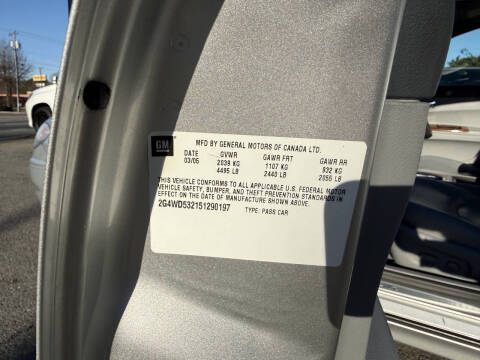 GM
MFD BY GENERAL MOTORS OF CANADA LTD.
DATE GVWR GAWR FRT GAWR RR
03/05 2039 KG 1107 KG 932 KG
4495 LB 2440 LB 2056 LB
THIS VEHICLE CONFORMS TO ALL APPLICABLE U.S. FEDERAL MOTOR
VEHICLE SAFETY, BUMPER, AND THEFT PREVENTION STANDARDS IN
EFFECT ON THE DATE OF MANUFACTURE SHOWN ABOVE.
2G4WD532151290197 TYPE: PASS CAR